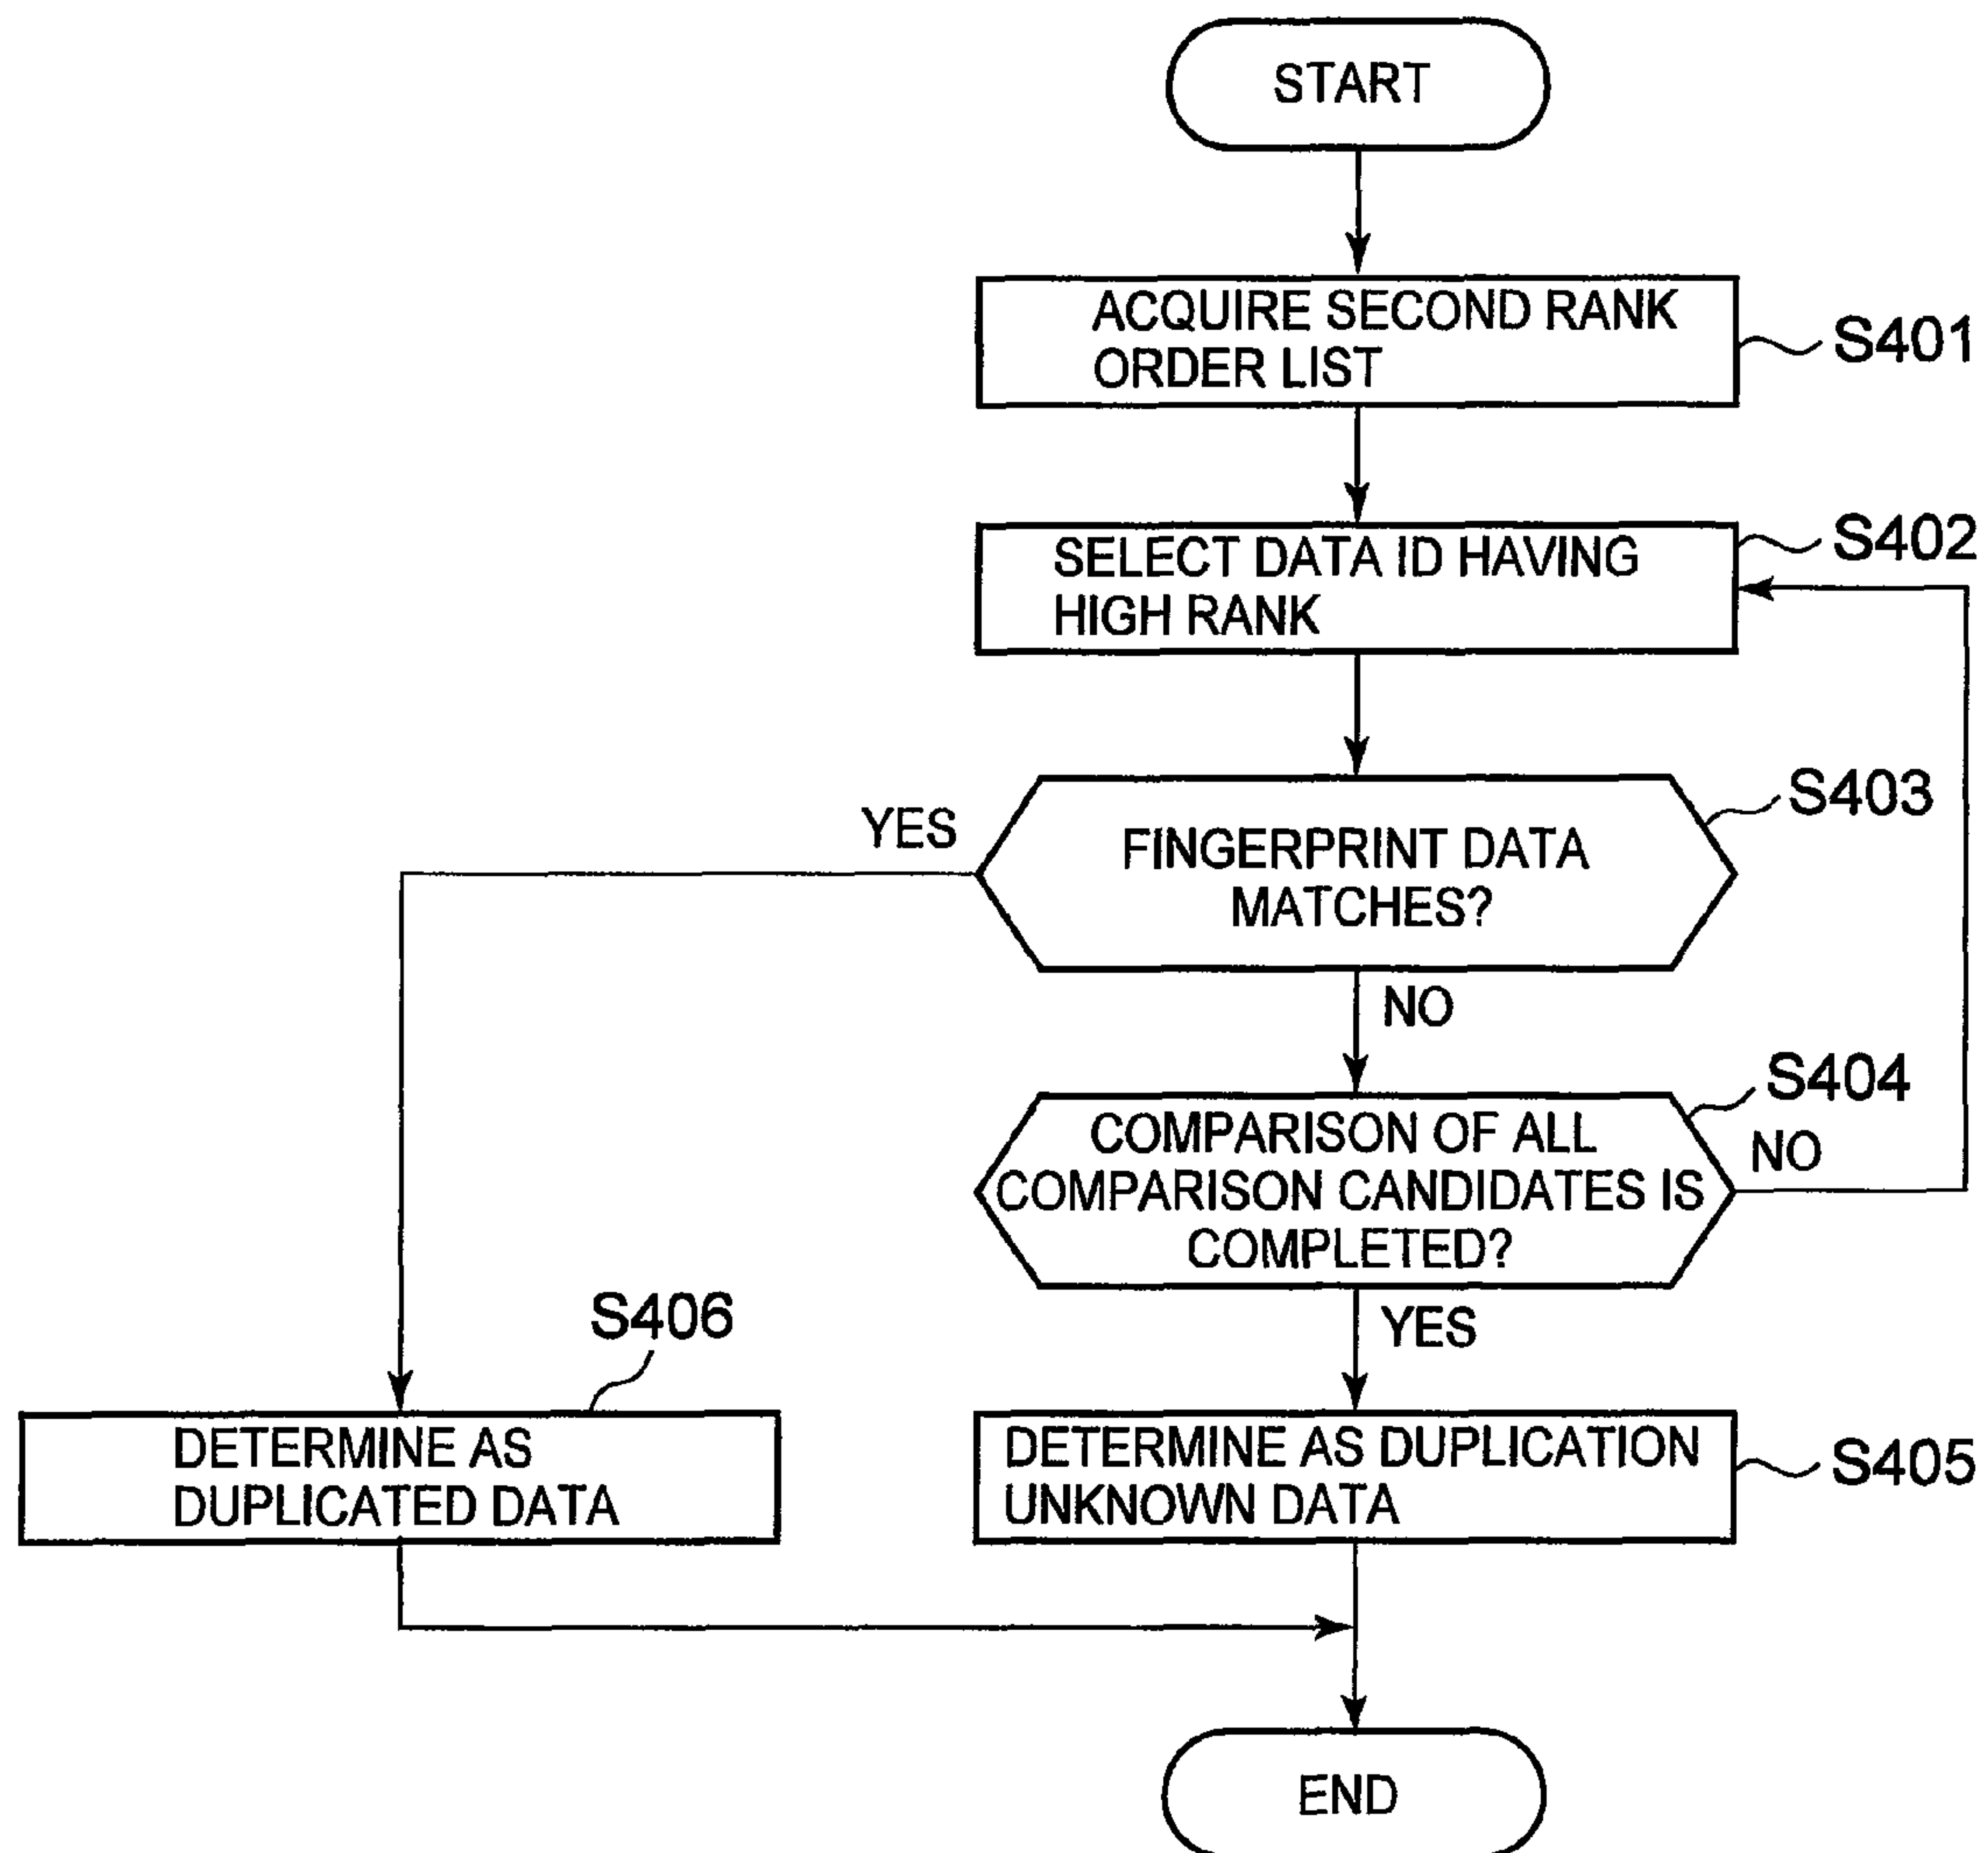 START
ACQUIRE SECOND RANK
ORDER LIST
S401
SELECT DATA ID HAVING
HIGH RANK
S402
FINGERPRINT DATA
MATCHES?
S403
YES
NO
COMPARISON OF ALL
COMPARISON CANDIDATES IS
COMPLETED?
S404
NO
YES
S406
DETERMINE AS
DUPLICATED DATA
DETERMINE AS DUPLICATION
UNKNOWN DATA
S405
END